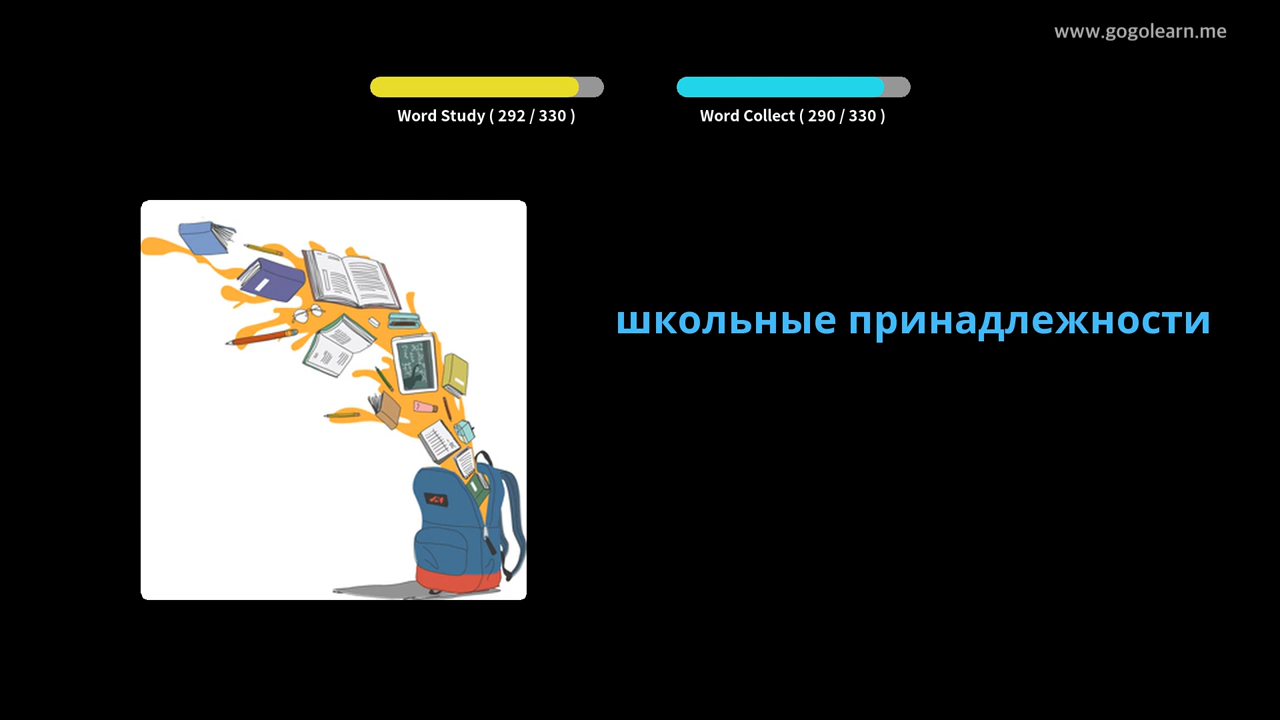 www.gogolearn.me
Word Study ( 292 / 330 )
Word Collect ( 290 / 330 )
школьные принадлежности